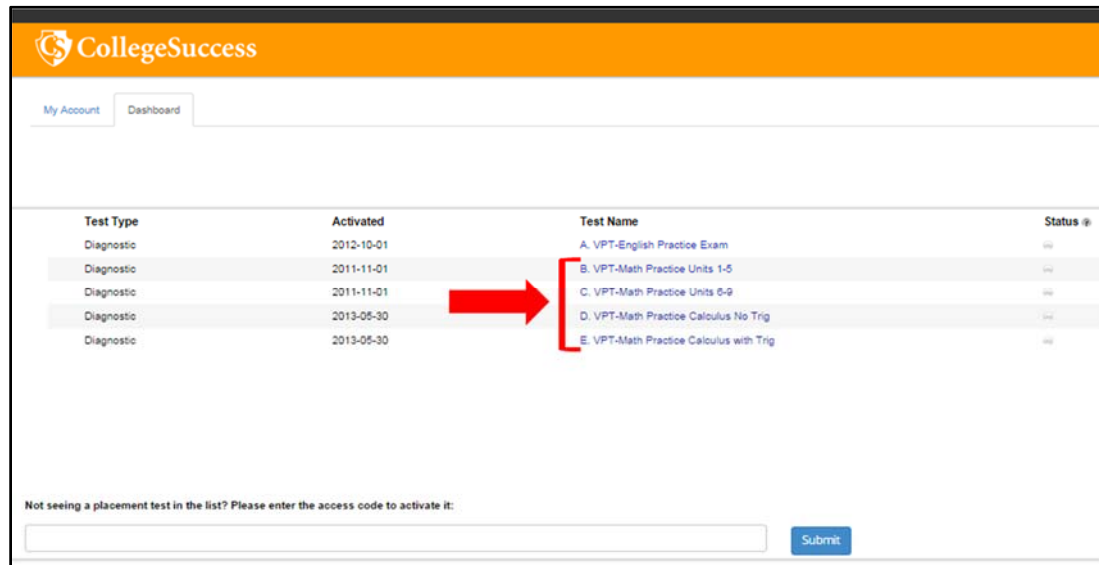 CS CollegeSuccess
My Account Dashboard
Test Type Activated Test Name Status
Diagnostic 2012-10-01 A. VPT-English Practice Exam
Diagnostic 2011-11-01 B. VPT-Math Practice Units 1-5
Diagnostic 2011-11-01 C. VPT-Math Practice Units 6-9
Diagnostic 2013-05-30 D. VPT-Math Practice Calculus No Trig
Diagnostic 2013-05-30 E. VPT-Math Practice Calculus with Trig
Not seeing a placement test in the list? Please enter the access code to activate it:
Submit